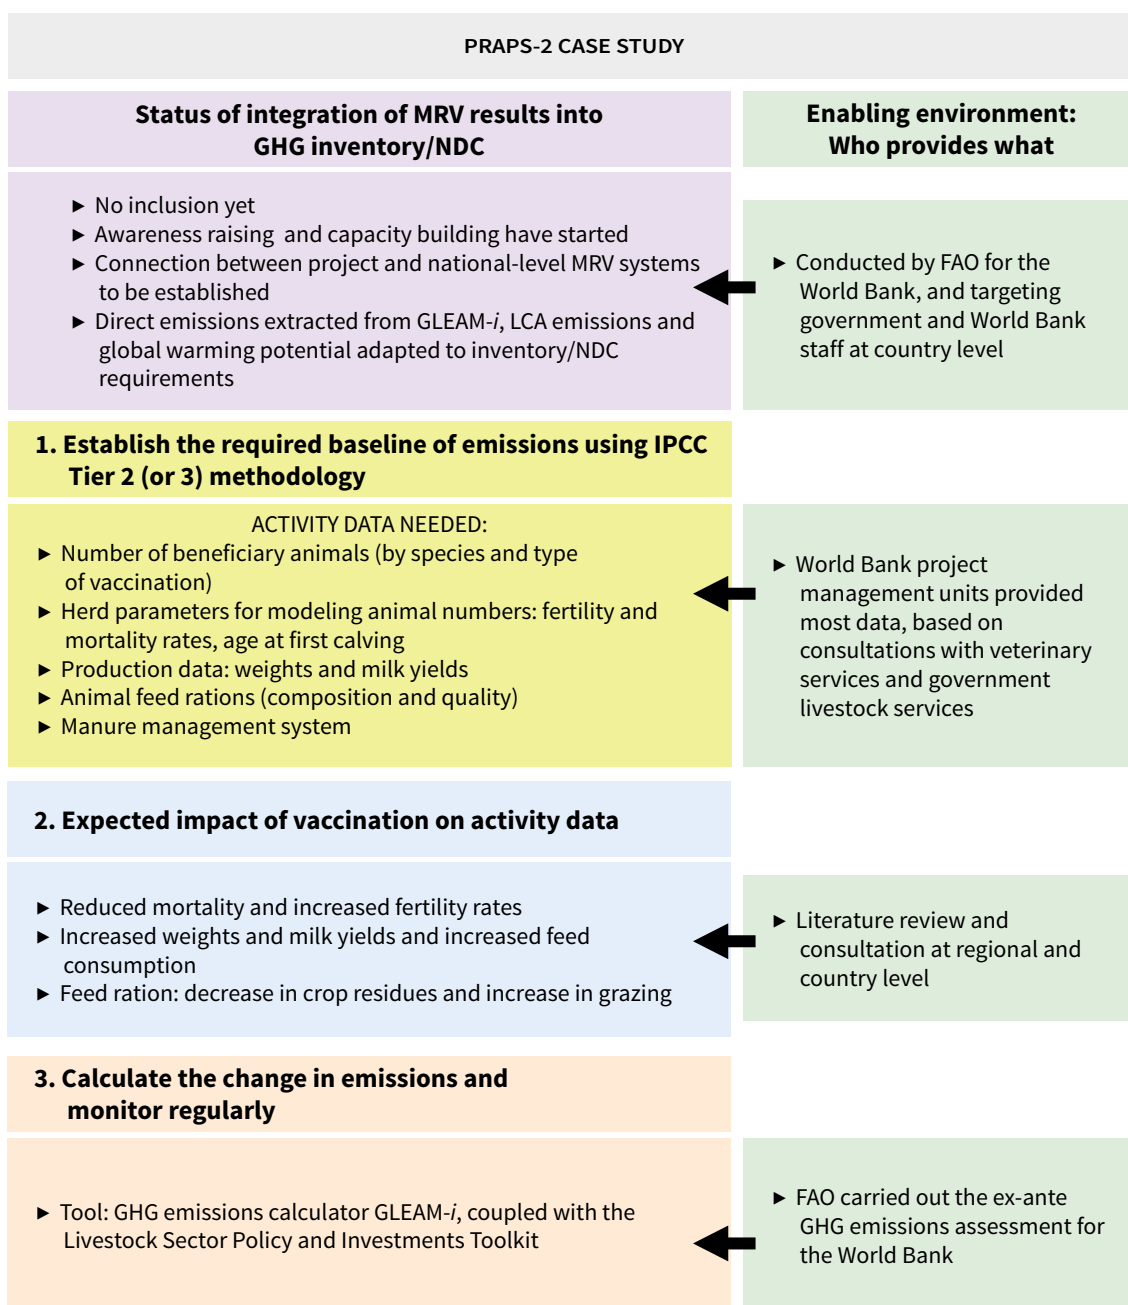 PRAPS-2 CASE STUDY
Status of integration of MRV results into
GHG inventory/NDC
► No inclusion yet
► Awareness raising and capacity building have started
► Connection between project and national-level MRV systems
to be established
► Direct emissions extracted from GLEAM-i, LCA emissions and
global warming potential adapted to inventory/NDC
requirements
Enabling environment:
Who provides what
► Conducted by FAO for the
World Bank, and targeting
government and World Bank
staff at country level
1. Establish the required baseline of emissions using IPCC
Tier 2 (or 3) methodology
ACTIVITY DATA NEEDED:
► Number of beneficiary animals (by species and type
of vaccination)
► Herd parameters for modeling animal numbers: fertility and
mortality rates, age at first calving
► Production data: weights and milk yields
► Animal feed rations (composition and quality)
► Manure management system
► World Bank project
management units provided
most data, based on
consultations with veterinary
services and government
livestock services
2. Expected impact of vaccination on activity data
► Reduced mortality and increased fertility rates
► Increased weights and milk yields and increased feed
consumption
► Feed ration: decrease in crop residues and increase in grazing
► Literature review and
consultation at regional and
country level
3. Calculate the change in emissions and
monitor regularly
► Tool: GHG emissions calculator GLEAM-i, coupled with the
Livestock Sector Policy and Investments Toolkit
► FAO carried out the ex-ante
GHG emissions assessment for
the World Bank